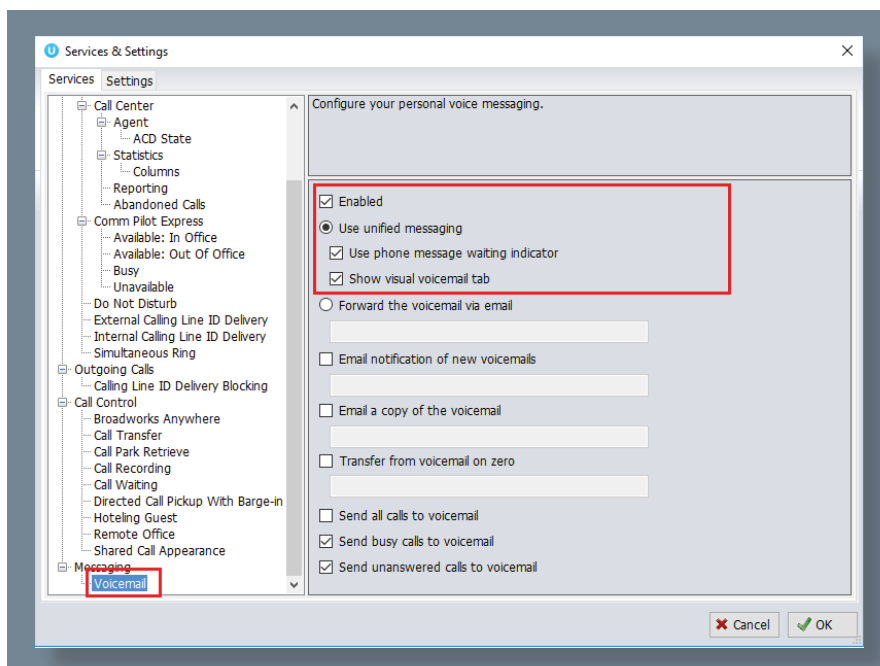 U Services & Settings
Services Settings
Call Center
Agent
ACD State
Statistics
Columns
Reporting
Abandoned Calls
Comm Pilot Express
Available: In Office
Available: Out Of Office
Busy
Unavailable
Do Not Disturb
External Calling Line ID Delivery
Internal Calling Line ID Delivery
Simultaneous Ring
Outgoing Calls
Calling Line ID Delivery Blocking
Call Control
Broadworks Anywhere
Call Transfer
Call Park Retrieve
Call Recording
Call Waiting
Directed Call Pickup With Barge-in
Hoteling Guest
Remote Office
Shared Call Appearance
Messaging
Voicemail
Configure your personal voice messaging.
Enabled
Use unified messaging
Use phone message waiting indicator
Show visual voicemail tab
Forward the voicemail via email
Email notification of new voicemails
Email a copy of the voicemail
Transfer from voicemail on zero
Send all calls to voicemail
Send busy calls to voicemail
Send unanswered calls to voicemail
Cancel OK